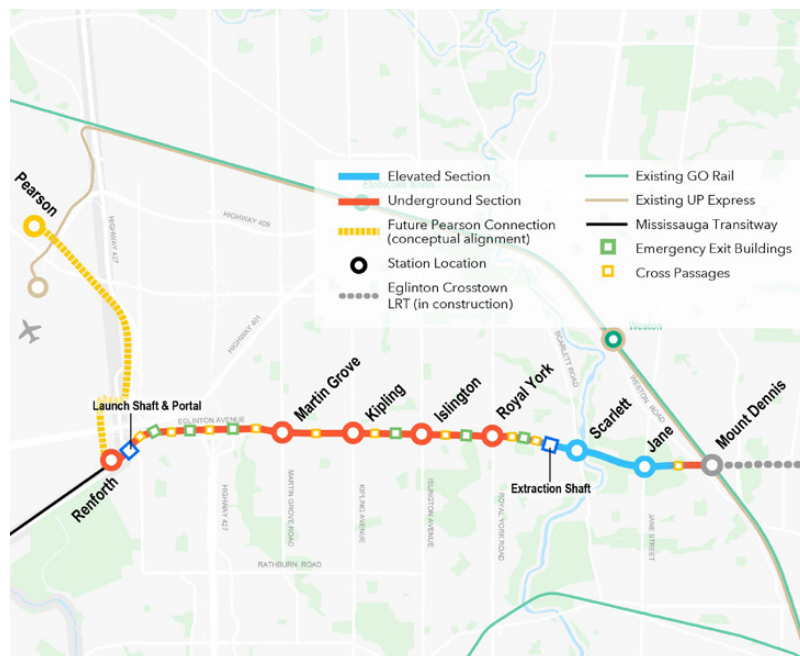 Elevated Section
Underground Section
Future Pearson Connection
(conceptual alignment)
Station Location
Eglinton Crosstown
LRT (in construction)
Existing GO Rail
Existing UP Express
Mississauga Transitway
Emergency Exit Buildings
Cross Passages
Etobicoke North
Pearson
HIGHWAY 409
HIGHWAY 427
HIGHWAY 401
Weston
SCARLETT ROAD
WESTON ROAD
Launch Shaft & Portal
EGLINTON AVENUE
Renforth
Martin Grove
Kipling
Islington
Royal York
Scarlett
Jane
Mount Dennis
Extraction Shaft
HIGHWAY 427
MARTIN GROVE ROAD
KIPLING AVENUE
ISLINGTON AVENUE
ROYAL YORK ROAD
JANE STREET
RATHBURN ROAD